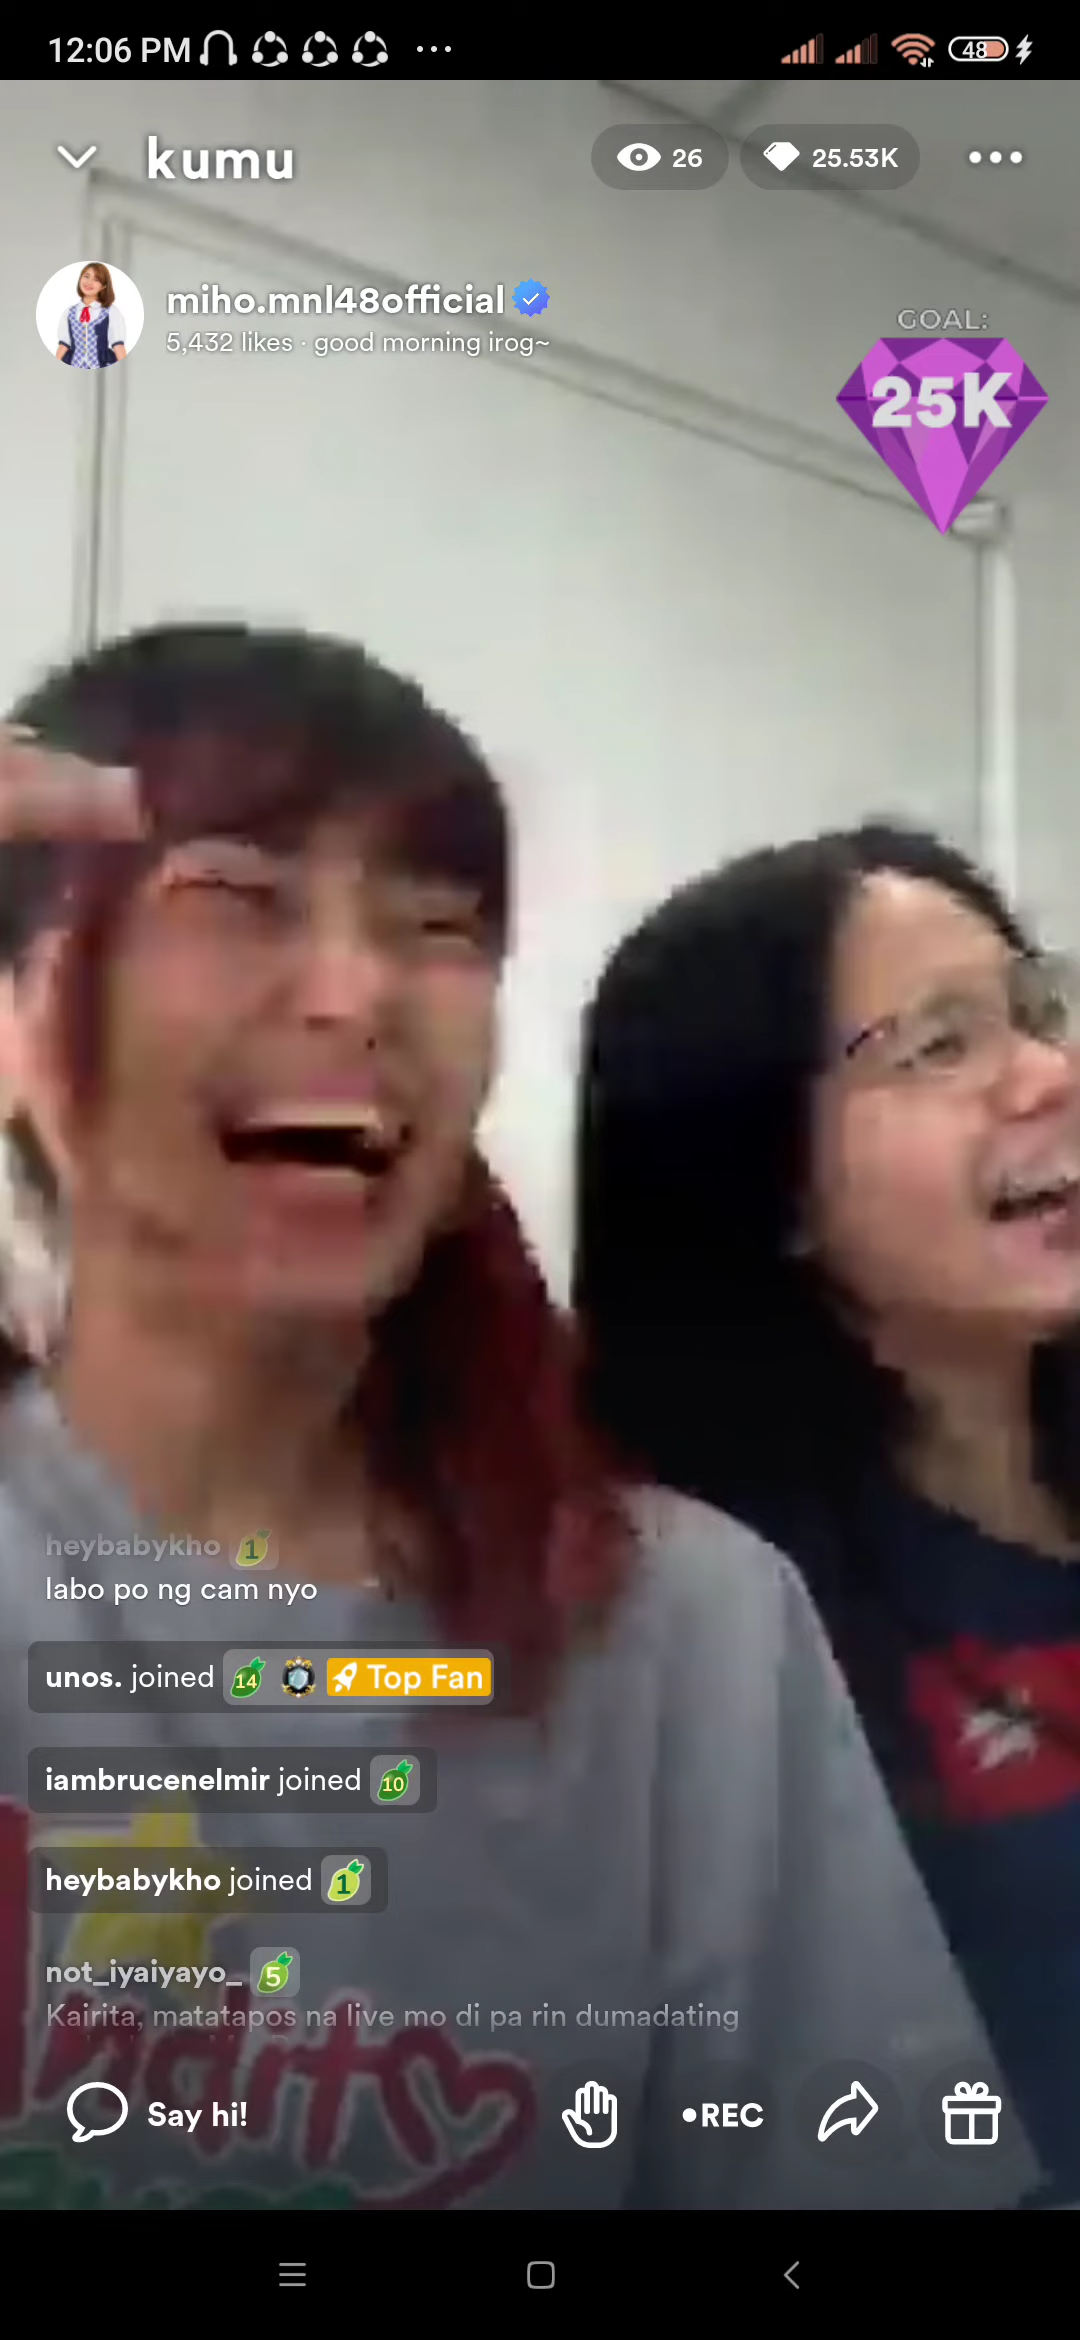 12:06 PM
48
kumu
26
25.53K
miho.mnl48official
5,432 likes · good morning irog~
GOAL:
25K
heybabykho 1
labo po ng cam nyo
unos. joined 14 Top Fan
iambrucenelmir joined 10
heybabykho joined 1
not_iyaiyayo_ 5
Kairita, matatapos na live mo di pa rin dumadating
Say hi!
•REC